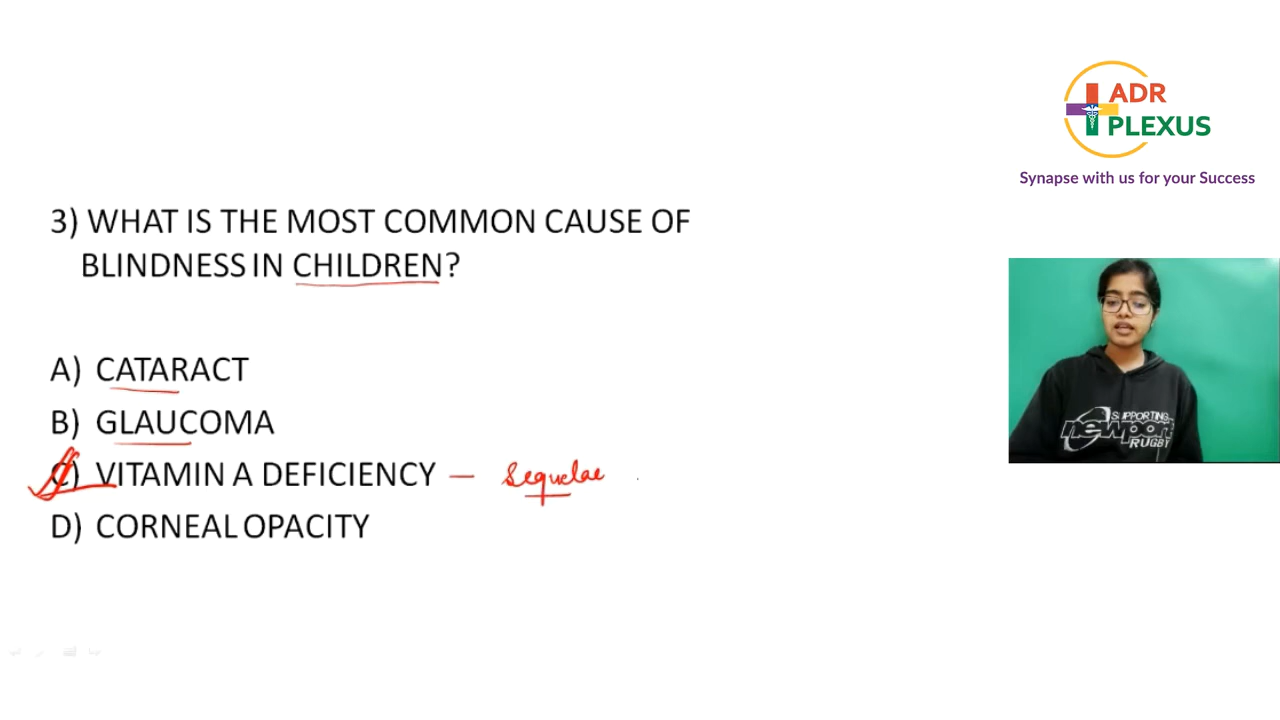 ADR
PLEXUS
Synapse with us for your Success
3) WHAT IS THE MOST COMMON CAUSE OF
BLINDNESS IN CHILDREN?
A) CATARACT
B) GLAUCOMA
C) VITAMIN A DEFICIENCY — Sequelae
D) CORNEAL OPACITY
SUPPORTING
newport
RUGBY